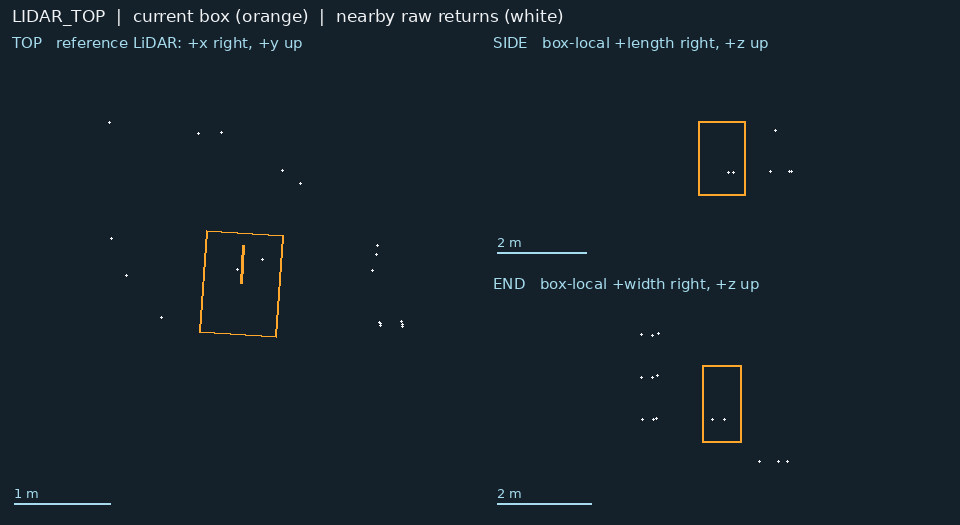 LIDAR_TOP | current box (orange) | nearby raw returns (white)
TOP reference LiDAR: +x right, +y up
SIDE box-local +length right, +z up
2 m
END box-local +width right, +z up
1 m
2 m